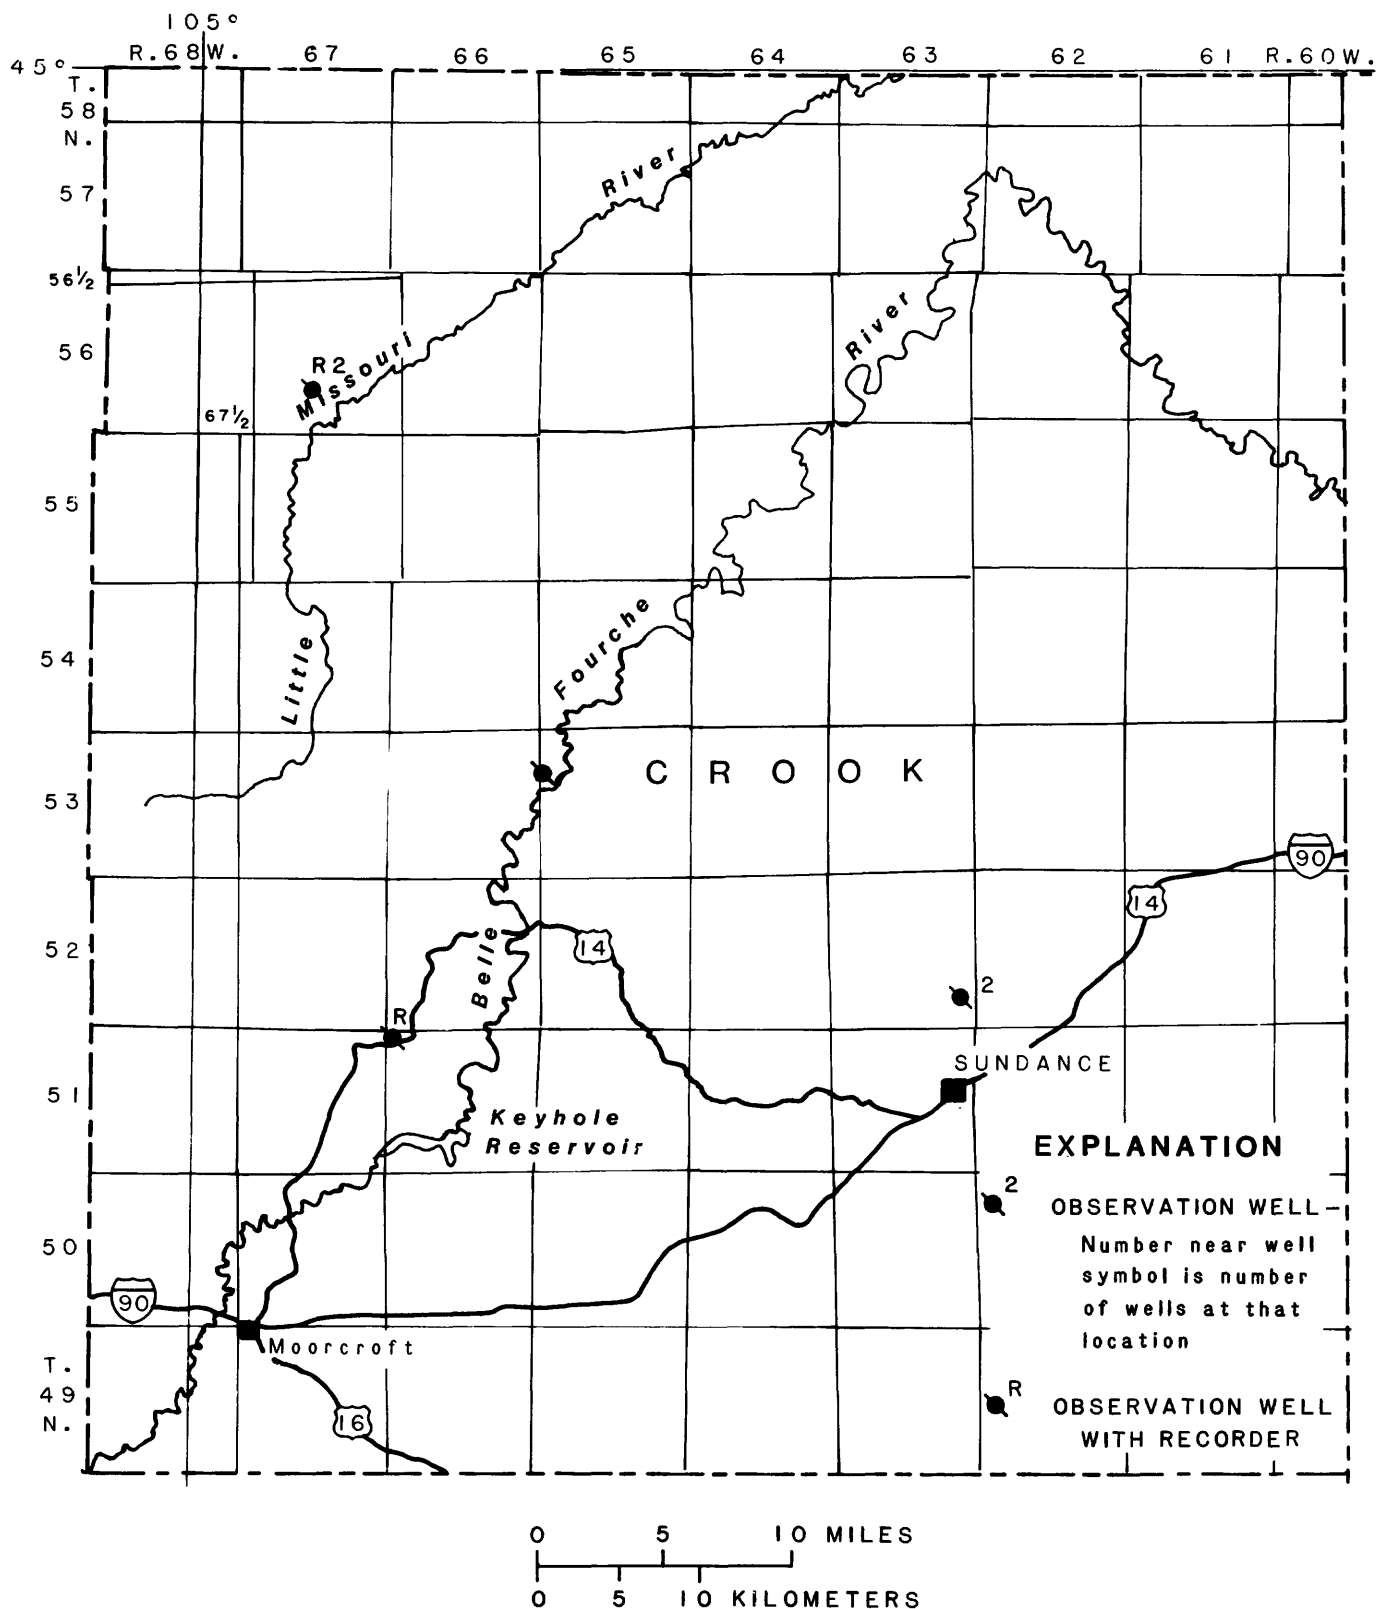 105°
R.68W. 67 66 65 64 63 62 61 R.60W.
45°
T.
58
N.
57
River
56½
River
56
R2
Missouri
67½
55
54
Fourche
Little
53
CROOK
90
14
52
Belle
14
2
R
SUNDANCE
51
Keyhole
Reservoir
EXPLANATION
2
OBSERVATION WELL–
Number near well
symbol is number
of wells at that
location
50
90
Moorcroft
T.
49
N.
16
R
OBSERVATION WELL
WITH RECORDER
0 5 10 MILES
0 5 10 KILOMETERS